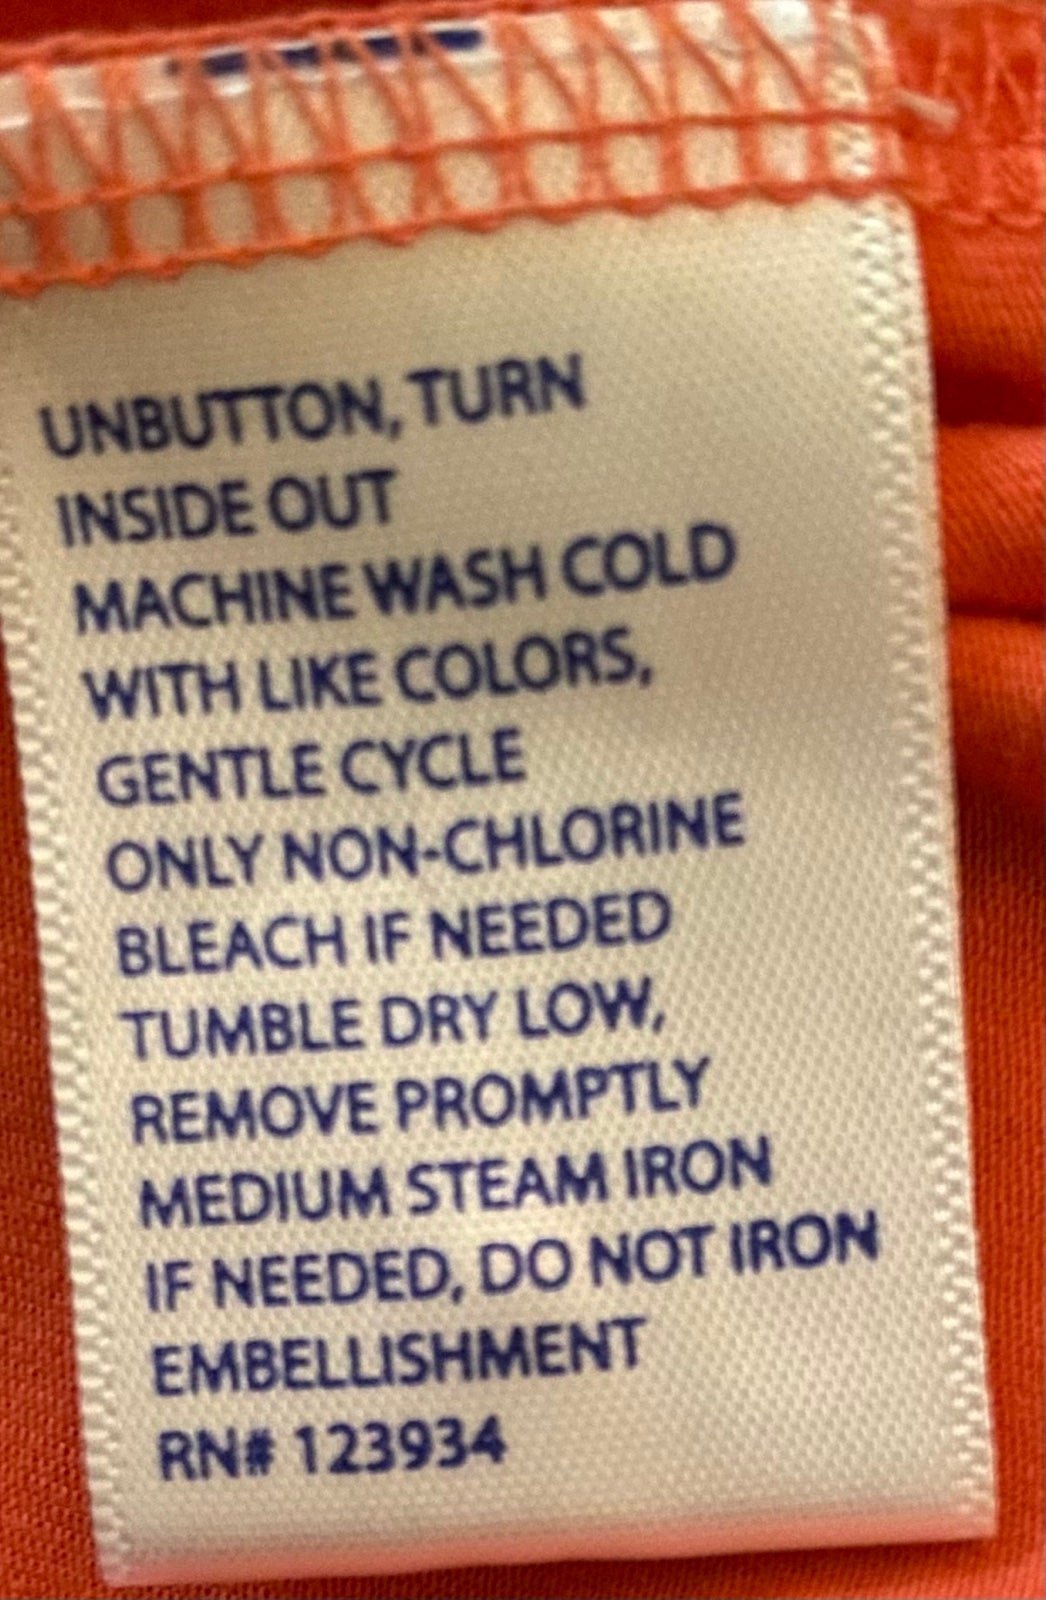 UNBUTTON, TURN
INSIDE OUT
MACHINE WASH COLD
WITH LIKE COLORS,
GENTLE CYCLE
ONLY NON-CHLORINE
BLEACH IF NEEDED
TUMBLE DRY LOW,
REMOVE PROMPTLY
MEDIUM STEAM IRON
IF NEEDED, DO NOT IRON
EMBELLISHMENT
RN# 123934